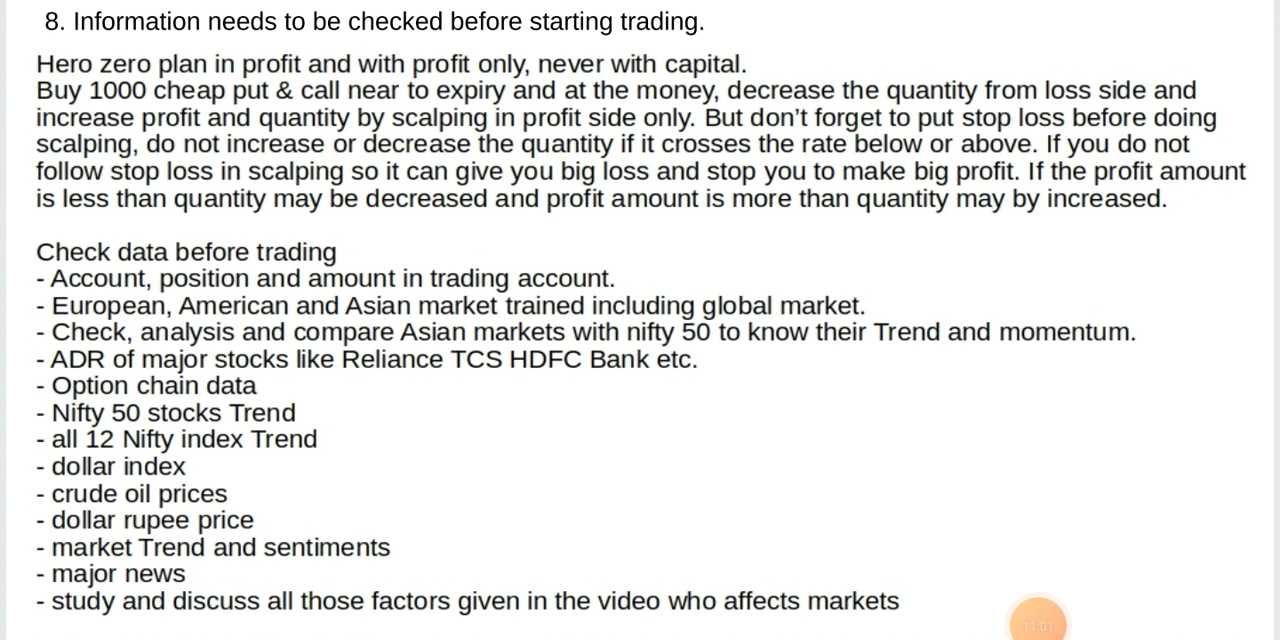 8. Information needs to be checked before starting trading.
Hero zero plan in profit and with profit only, never with capital.
Buy 1000 cheap put & call near to expiry and at the money, decrease the quantity from loss side and
increase profit and quantity by scalping in profit side only. But don’t forget to put stop loss before doing
scalping, do not increase or decrease the quantity if it crosses the rate below or above. If you do not
follow stop loss in scalping so it can give you big loss and stop you to make big profit. If the profit amount
is less than quantity may be decreased and profit amount is more than quantity may by increased.
Check data before trading
- Account, position and amount in trading account.
- European, American and Asian market trained including global market.
- Check, analysis and compare Asian markets with nifty 50 to know their Trend and momentum.
- ADR of major stocks like Reliance TCS HDFC Bank etc.
- Option chain data
- Nifty 50 stocks Trend
- all 12 Nifty index Trend
- dollar index
- crude oil prices
- dollar rupee price
- market Trend and sentiments
- major news
- study and discuss all those factors given in the video who affects markets
11:01